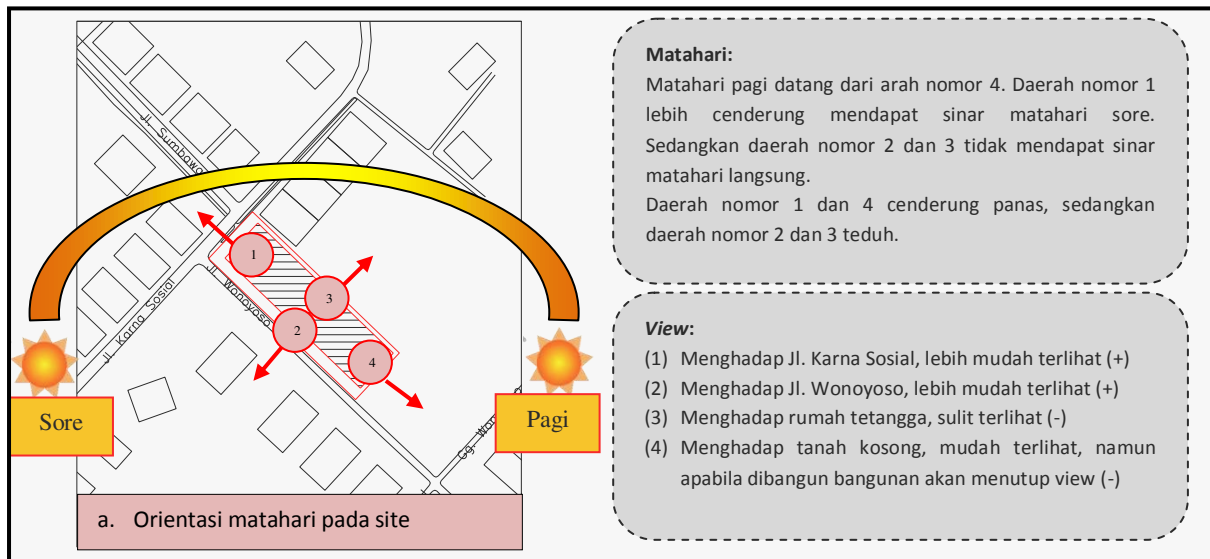 Jl. Sumbawa
1
Jl. Karna Sosial
Jl. Wonoyoso
3
2
4
Sore
Pagi
a. Orientasi matahari pada site
Matahari:
Matahari pagi datang dari arah nomor 4. Daerah nomor 1
lebih cenderung mendapat sinar matahari sore.
Sedangkan daerah nomor 2 dan 3 tidak mendapat sinar
matahari langsung.
Daerah nomor 1 dan 4 cenderung panas, sedangkan
daerah nomor 2 dan 3 teduh.
View:
(1) Menghadap Jl. Karna Sosial, lebih mudah terlihat (+)
(2) Menghadap Jl. Wonoyoso, lebih mudah terlihat (+)
(3) Menghadap rumah tetangga, sulit terlihat (-)
(4) Menghadap tanah kosong, mudah terlihat, namun
apabila dibangun bangunan akan menutup view (-)